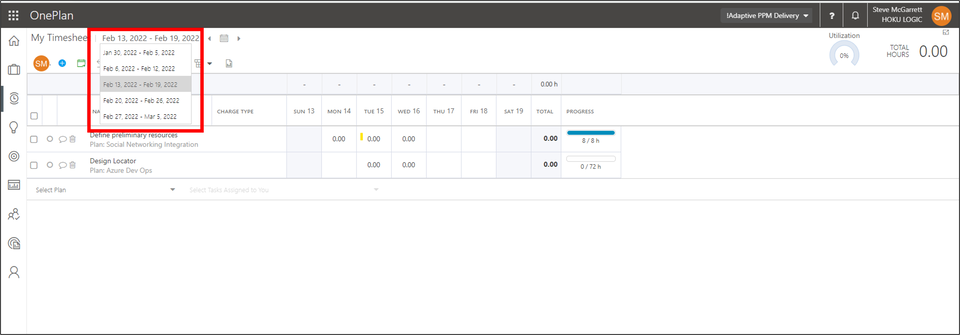 OnePlan
!Adaptive PPM Delivery
?
Steve McGarrett
HOKU LOGIC
SM
My Timeshee
Feb 13, 2022 - Feb 19, 2022
Utilization
0%
TOTAL
HOURS
0.00
SM
Jan 30, 2022 - Feb 5, 2022
Feb 6, 2022 - Feb 12, 2022
Feb 13, 2022 - Feb 19, 2022
Feb 20, 2022 - Feb 26, 2022
Feb 27, 2022 - Mar 5, 2022
- - - - - - - 0.00 h
NA CHARGE TYPE SUN 13 MON 14 TUE 15 WED 16 THU 17 FRI 18 SAT 19 TOTAL PROGRESS
Define preliminary resources 0.00 0.00 0.00 0.00
Plan: Social Networking Integration 8 / 8 h
Design Locator 0.00 0.00 0.00
Plan: Azure Dev Ops 0 / 72 h
Select Plan Select Tasks Assigned to You